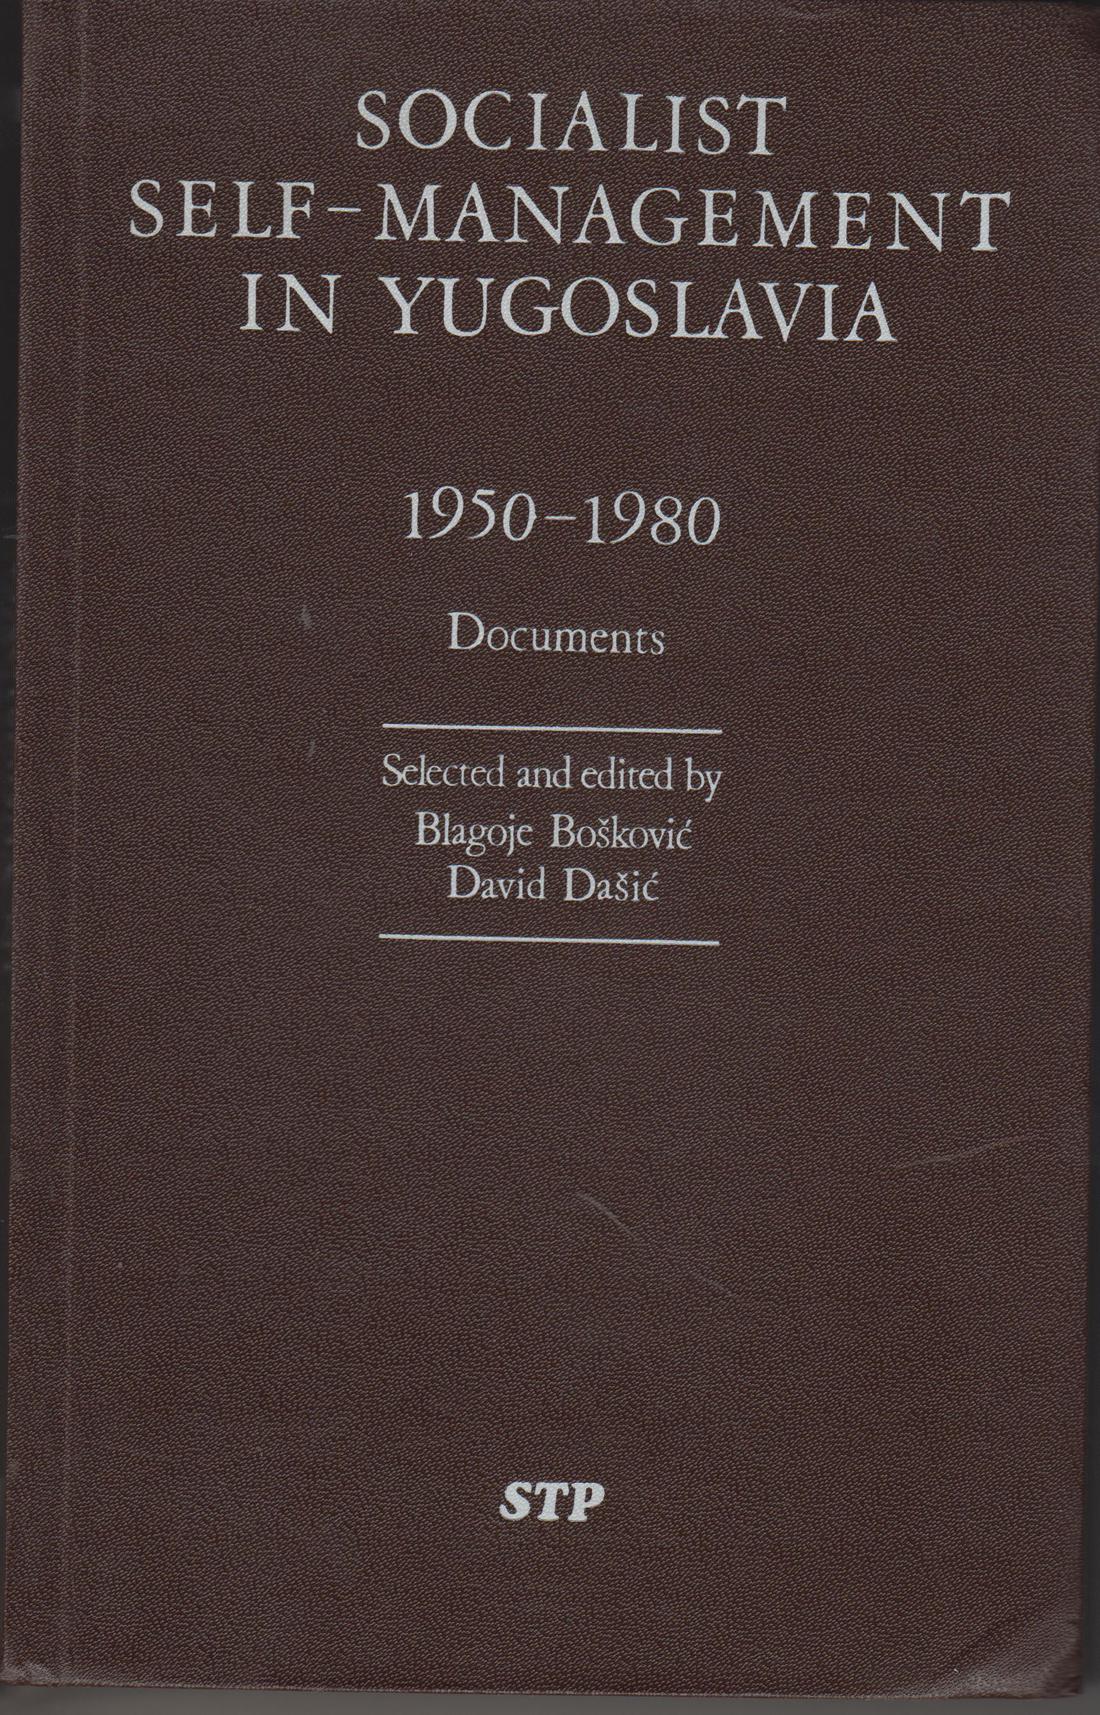 SOCIALIST
SELF-MANAGEMENT
IN YUGOSLAVIA
1950-1980
Documents
Selected and edited by
Blagoje Bošković
David Dašić
STP